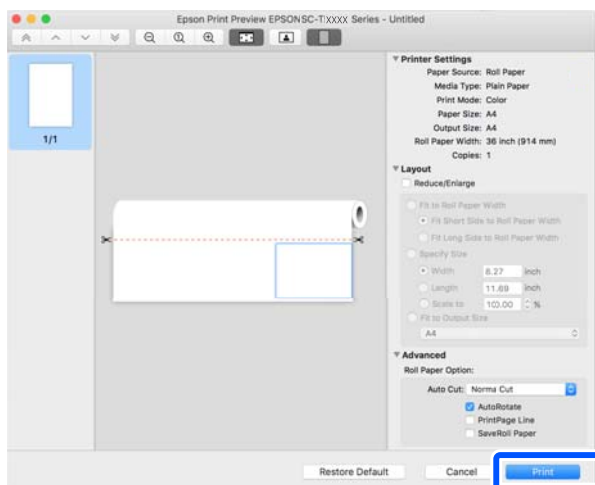 Epson Print Preview EPSONSC-TXXXX Series - Untitled
1/1
Printer Settings
Paper Source: Roll Paper
Media Type: Plain Paper
Print Mode: Color
Paper Size: A4
Output Size: A4
Roll Paper Width: 36 inch (914 mm)
Copies: 1
Layout
Reduce/Enlarge
Fit to Roll Paper Width
Fit Short Side to Roll Paper Width
Fit Long Side to Roll Paper Width
Specify Size
Width 8.27 inch
Length 11.69 inch
Scale to 100.00 %
Fit to Output Size
A4
Advanced
Roll Paper Option:
Auto Cut: Norma Cut
AutoRotate
PrintPage Line
SaveRoll Paper
Restore Default Cancel Print